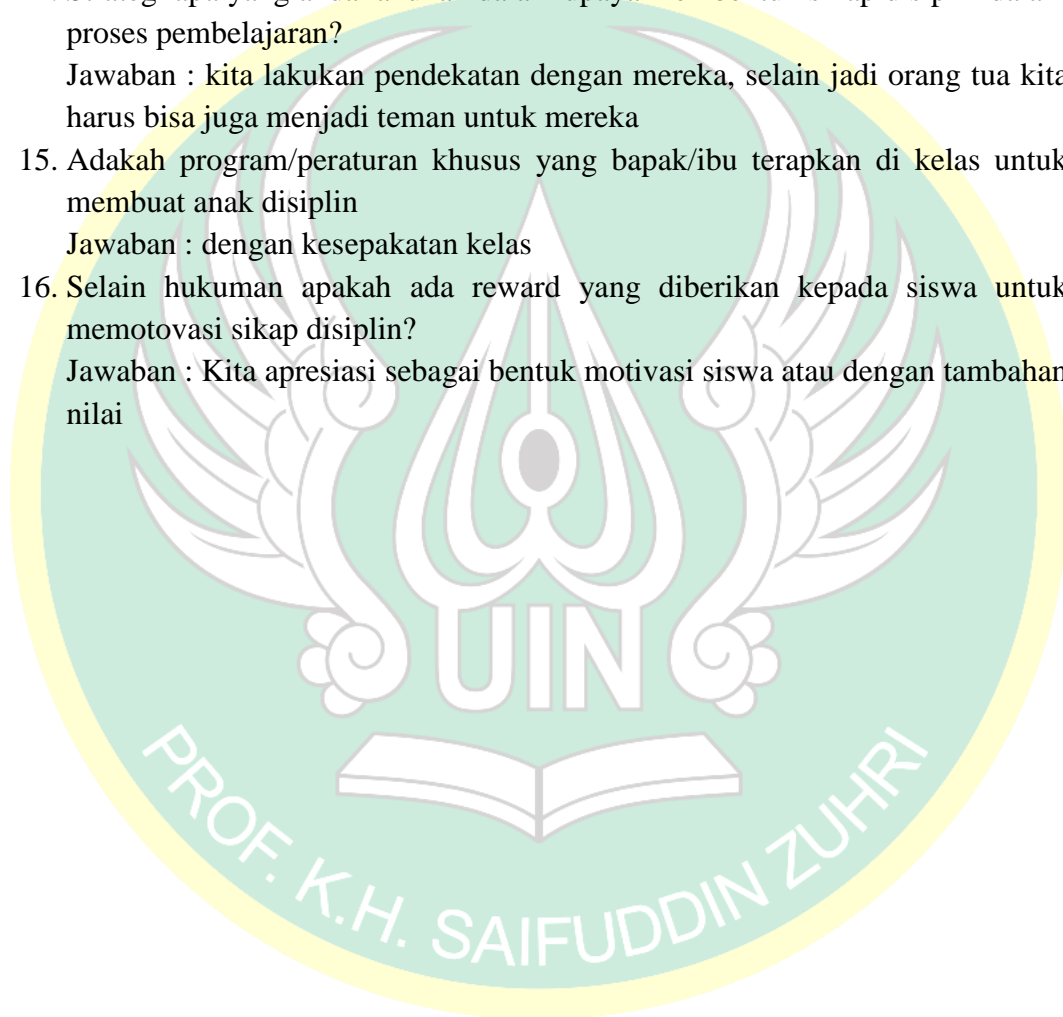 proses pembelajaran?
Jawaban : kita lakukan pendekatan dengan mereka, selain jadi orang tua kita
harus bisa juga menjadi teman untuk mereka
15. Adakah program/peraturan khusus yang bapak/ibu terapkan di kelas untuk
membuat anak disiplin
Jawaban : dengan kesepakatan kelas
16. Selain hukuman apakah ada reward yang diberikan kepada siswa untuk
memotovasi sikap disiplin?
Jawaban : Kita apresiasi sebagai bentuk motivasi siswa atau dengan tambahan
nilai
UIN
PROF. K.H. SAIFUDDIN ZUHRI